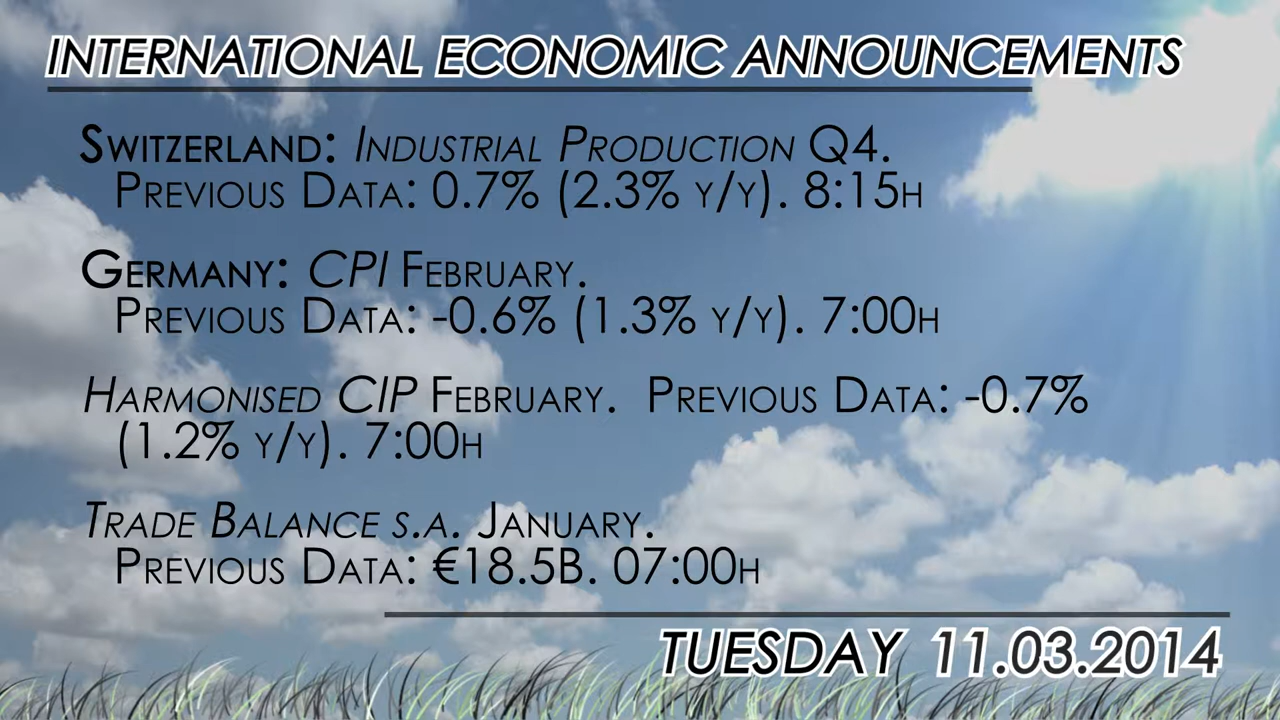 INTERNATIONAL ECONOMIC ANNOUNCEMENTS
Switzerland: Industrial Production Q4.
Previous Data: 0.7% (2.3% y/y). 8:15h
Germany: CPI February.
Previous Data: -0.6% (1.3% y/y). 7:00h
Harmonised CIP February. Previous Data: -0.7%
(1.2% y/y). 7:00h
Trade Balance s.a. January.
Previous Data: €18.5B. 07:00h
TUESDAY 11.03.2014